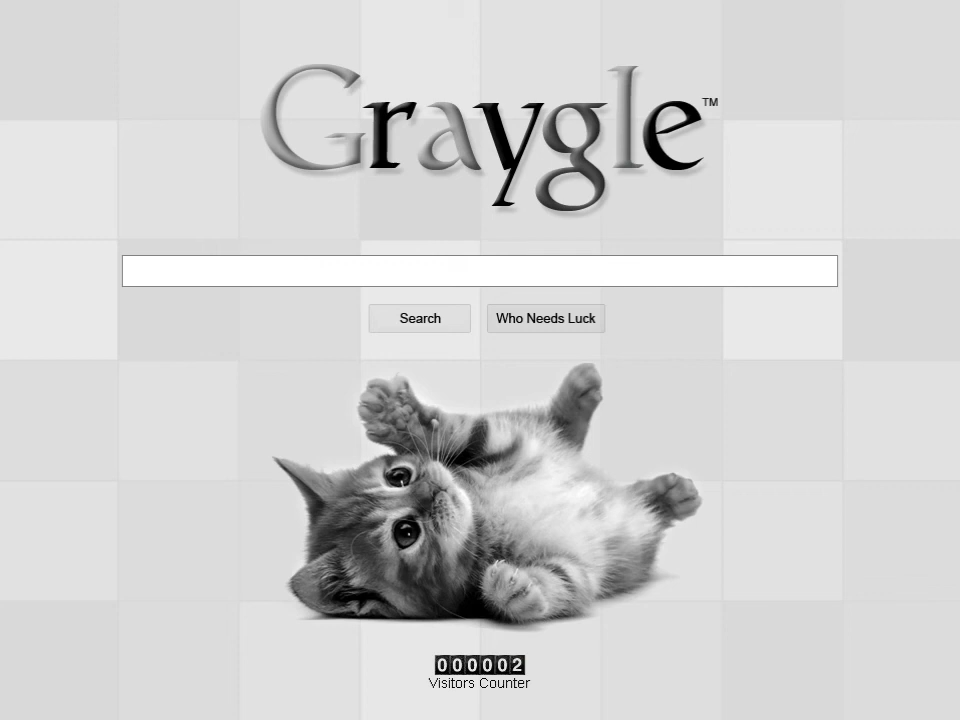 Graygle™
Search
Who Needs Luck
000002
Visitors Counter